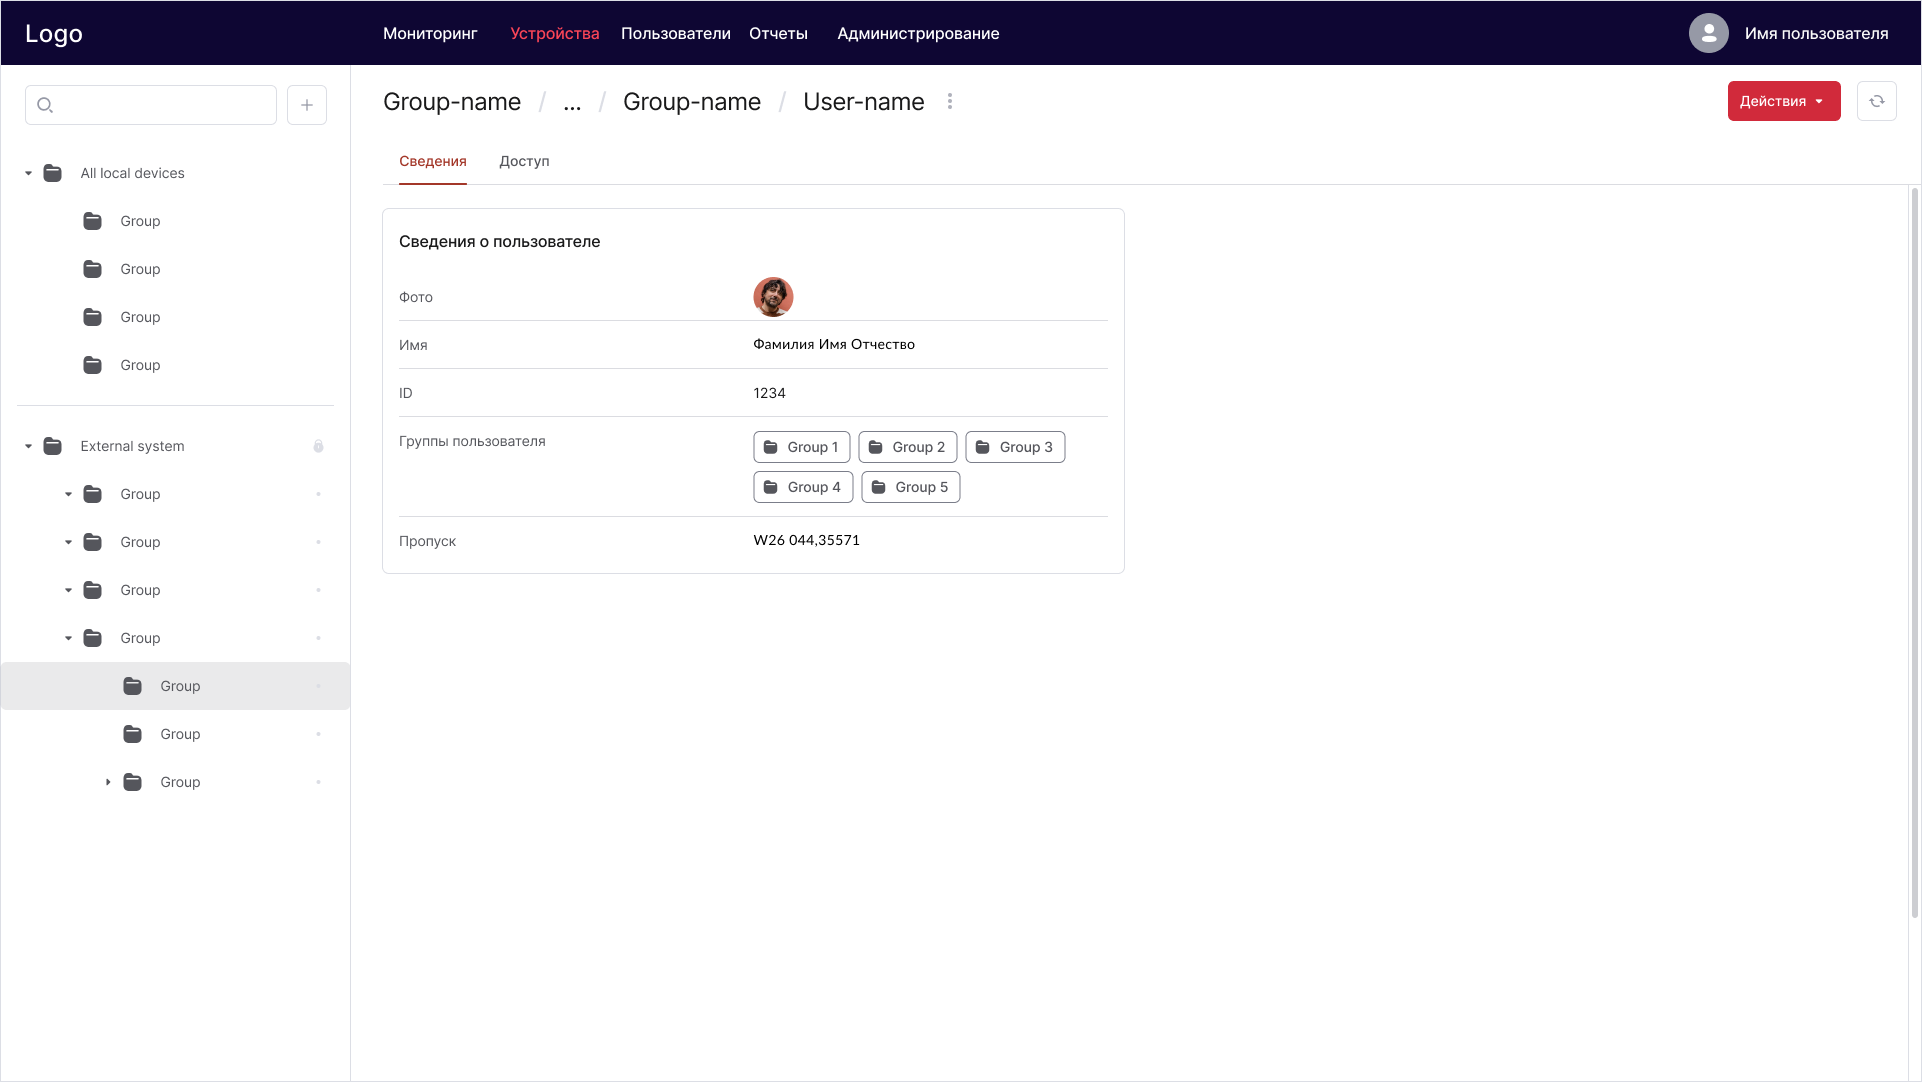 Logo
Мониторинг Устройства Пользователи Отчеты Администрирование
Имя пользователя
Group-name / ... / Group-name / User-name
Действия
Сведения Доступ
All local devices
Group
Group
Group
Group
External system
Group
Group
Group
Group
Group
Group
Group
Сведения о пользователе
Фото
Имя Фамилия Имя Отчество
ID 1234
Группы пользователя Group 1 Group 2 Group 3
Group 4 Group 5
Пропуск W26 044,35571